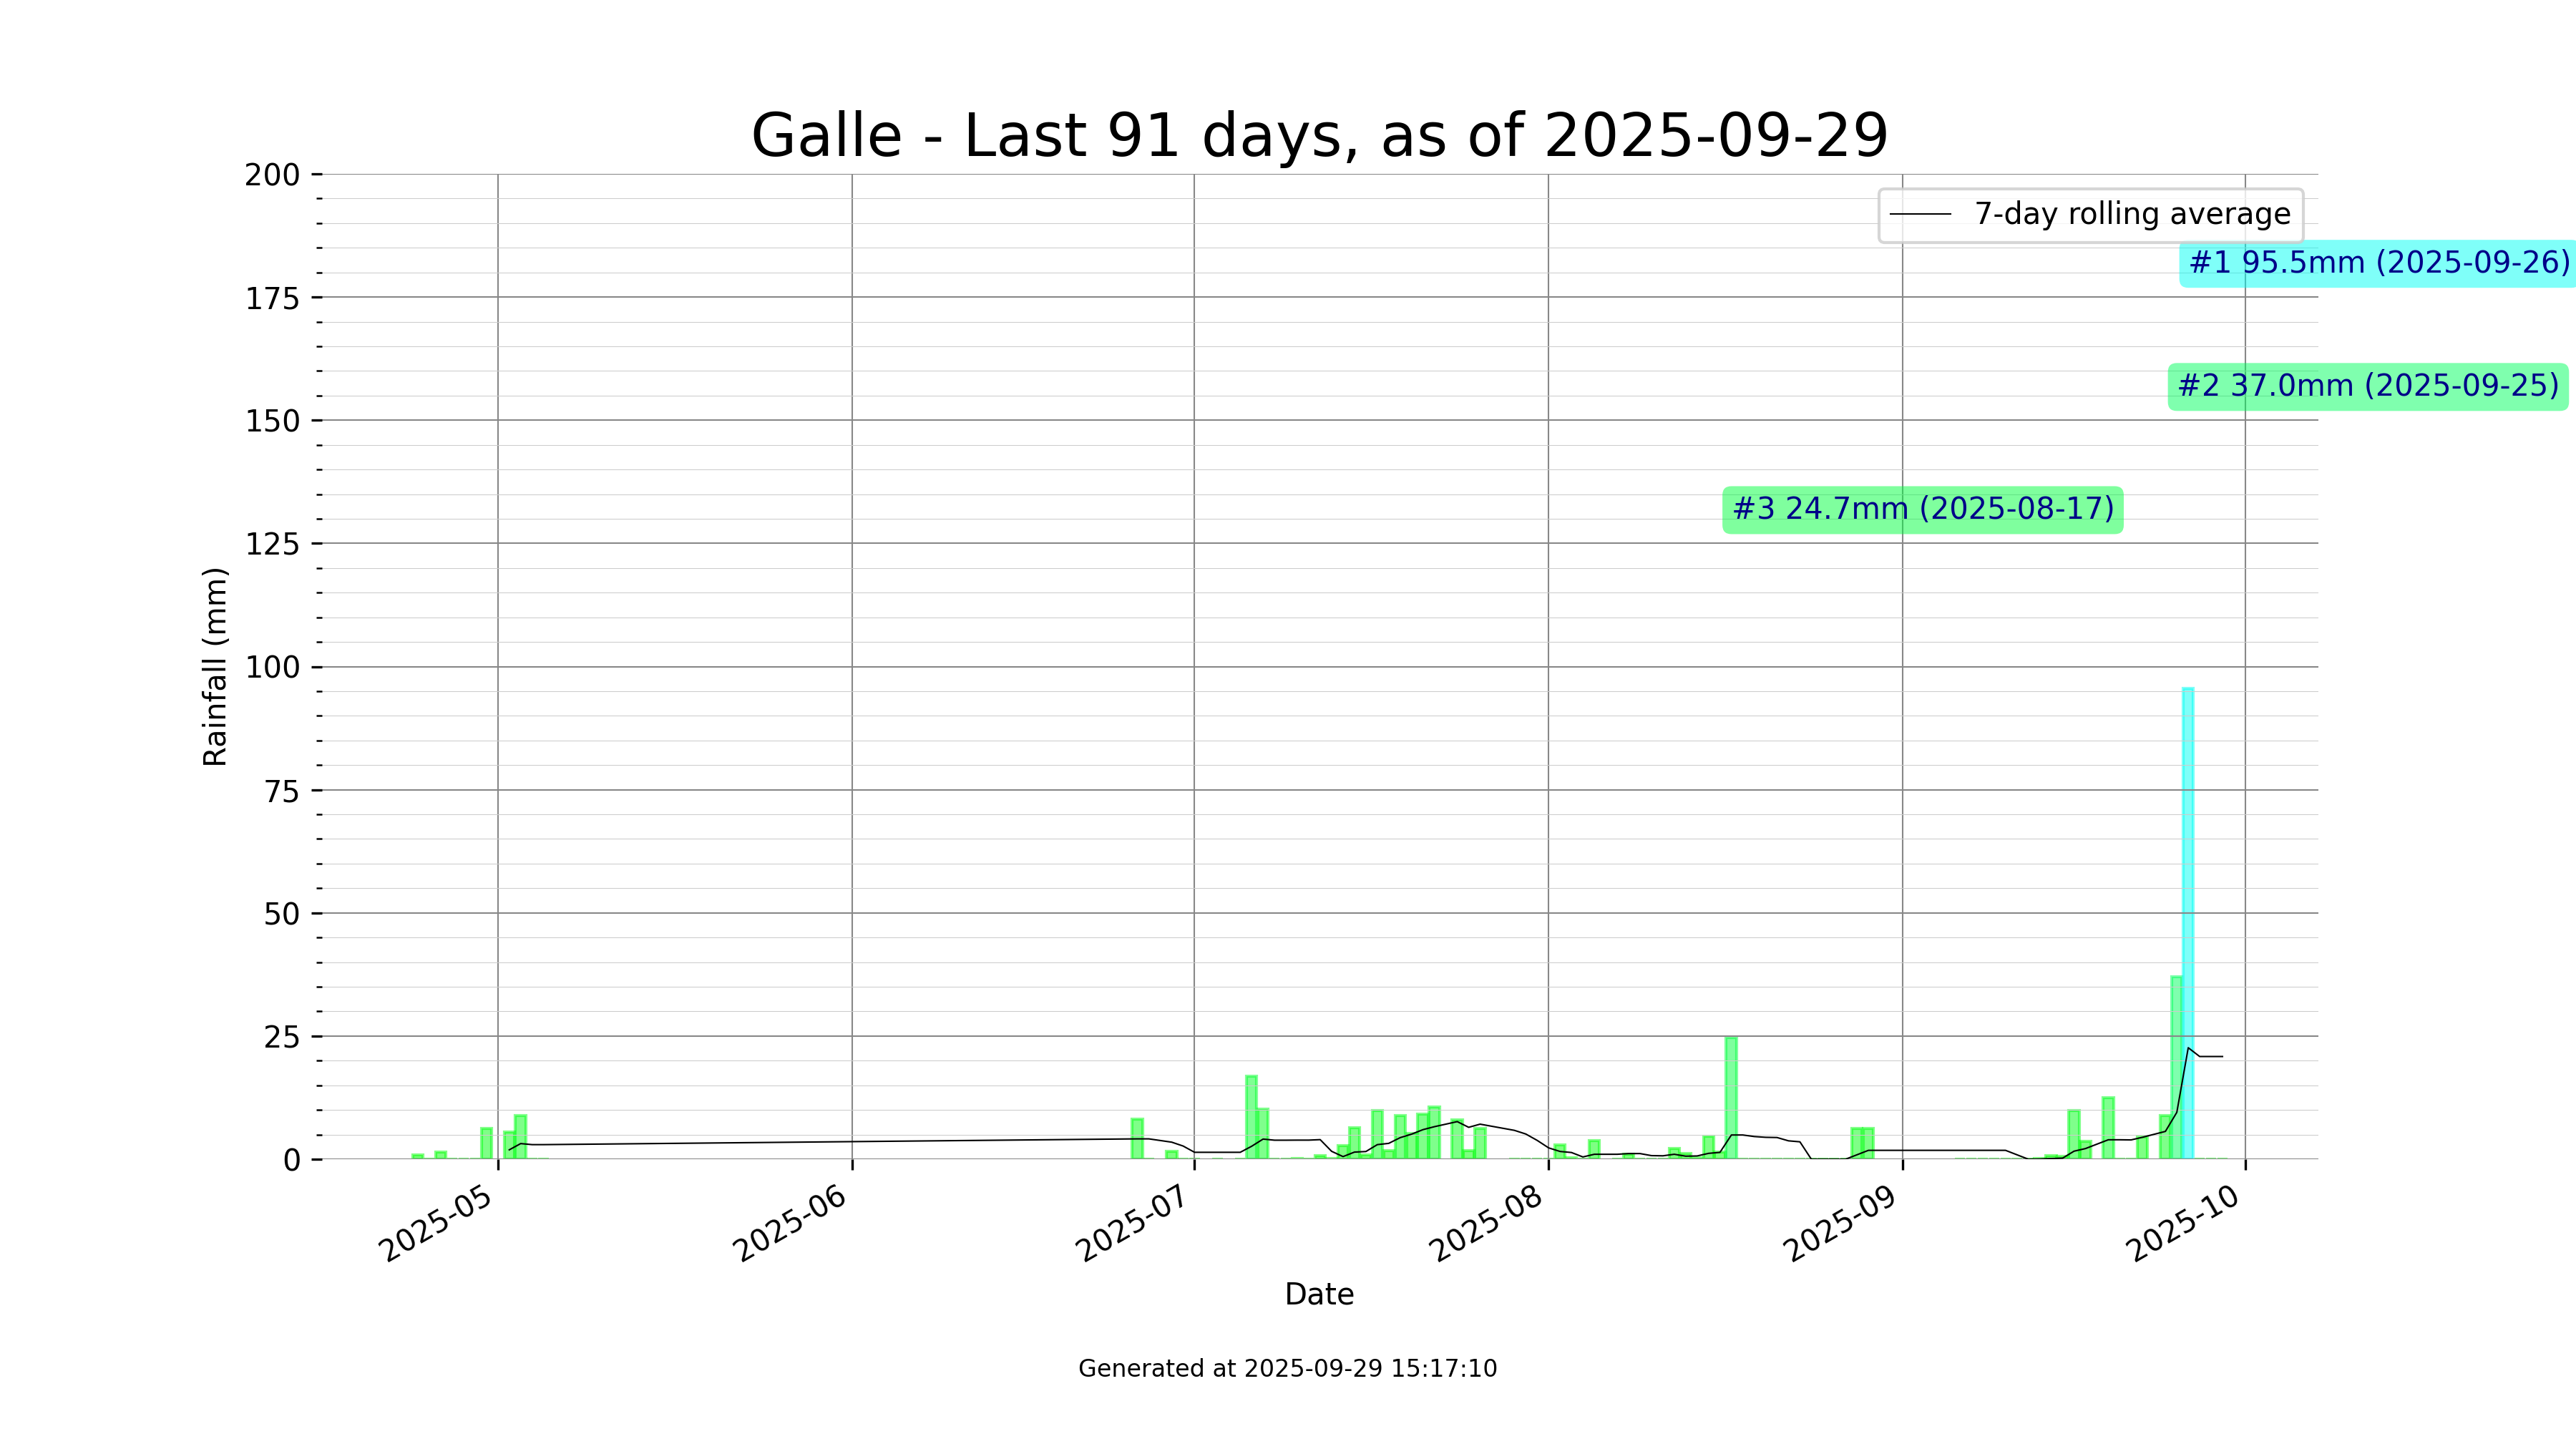 Galle - Last 91 days, as of 2025-09-29
200
175
150
125
100
75
50
25
0
Rainfall (mm)
7-day rolling average
#1 95.5mm (2025-09-26)
#2 37.0mm (2025-09-25)
#3 24.7mm (2025-08-17)
2025-05
2025-06
2025-07
2025-08
2025-09
2025-10
Date
Generated at 2025-09-29 15:17:10